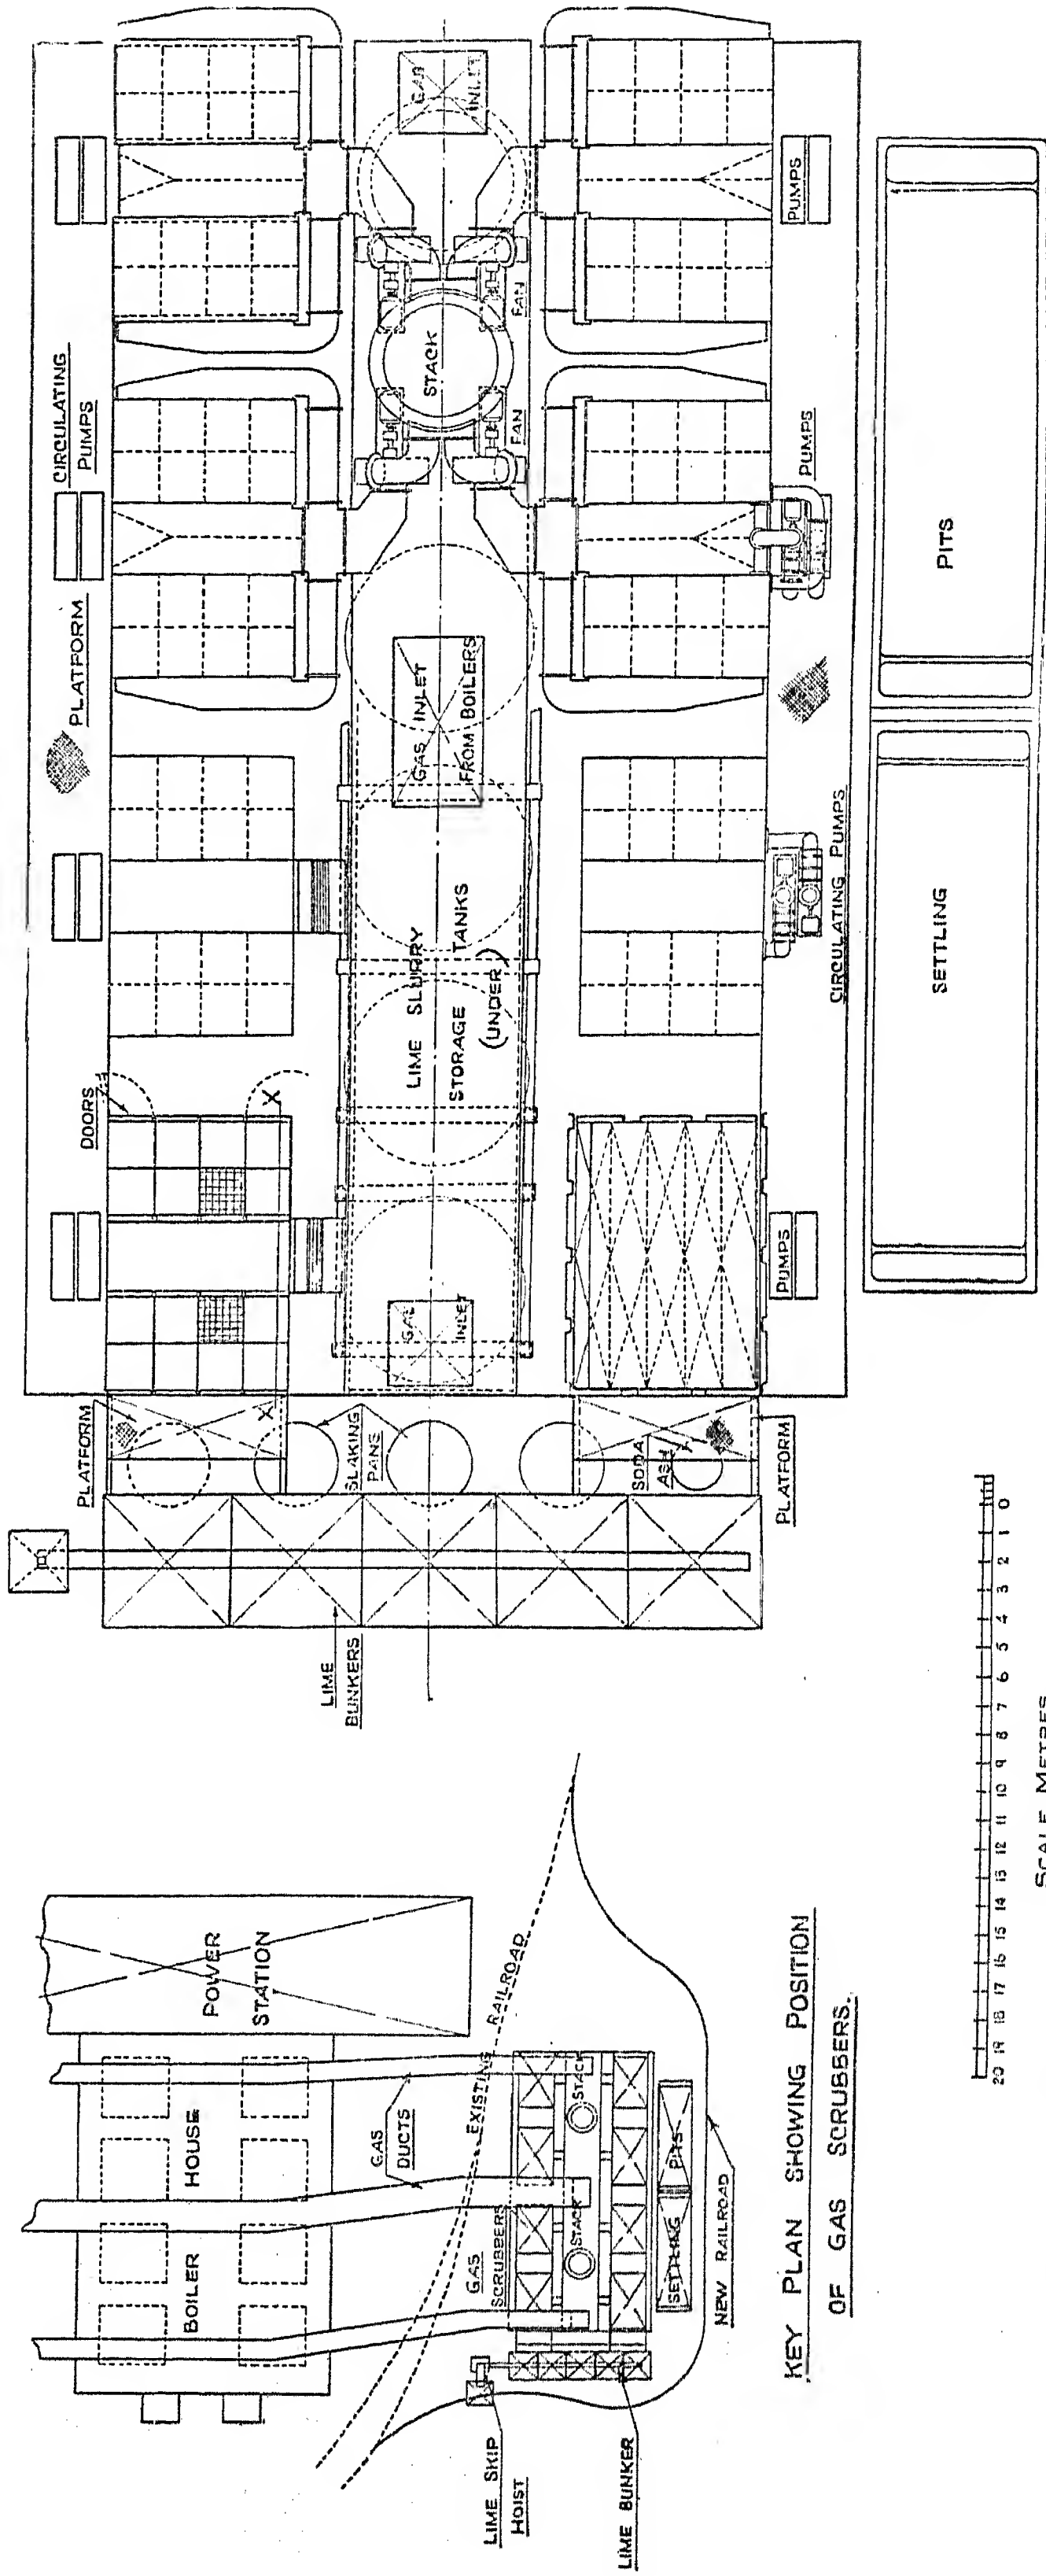 CIRCULATING
PUMPS
PLATFORM
DOORS
PLATFORM
GAS
INLET
STACK
FAN
FAN
GAS INLET
FROM BOILERS
LIME SLURRY
STORAGE TANKS
(UNDER)
GAS
INLET
SLAKING
PANS
SODA
ASH
PLATFORM
LIME
BUNKERS
PUMPS
PUMPS
CIRCULATING PUMPS
PUMPS
SETTLING
PITS
POWER
STATION
BOILER HOUSE
GAS
DUCTS
EXISTING RAILROAD
GAS
SCRUBBERS
STACK
STACK
SETTLING PITS
NEW RAILROAD
LIME SKIP
HOIST
LIME BUNKER
KEY PLAN SHOWING POSITION
OF GAS SCRUBBERS.
20 19 18 17 16 15 14 13 12 11 10 9 8 7 6 5 4 3 2 1 0
SCALE METRES
X
X